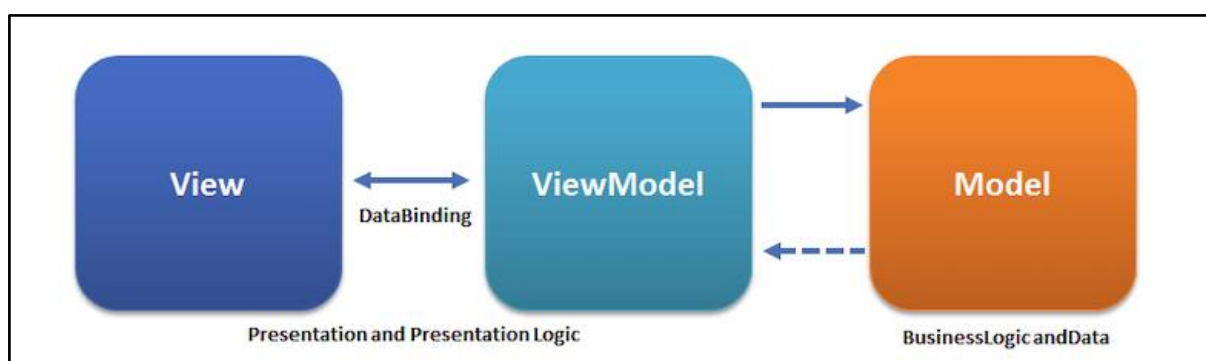 View
ViewModel
Model
DataBinding
Presentation and Presentation Logic
BusinessLogic andData